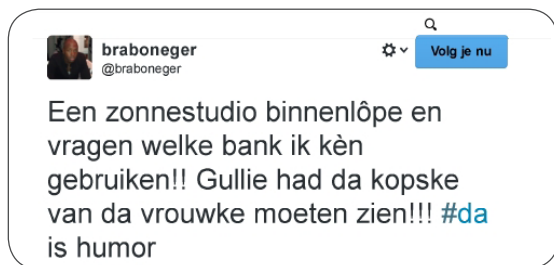 braboneger
@braboneger
Volg je nu
Een zonnestudio binnenlôpe en
vragen welke bank ik kèn
gebruiken!! Gullie had da kopske
van da vrouwke moeten zien!!! #da
is humor